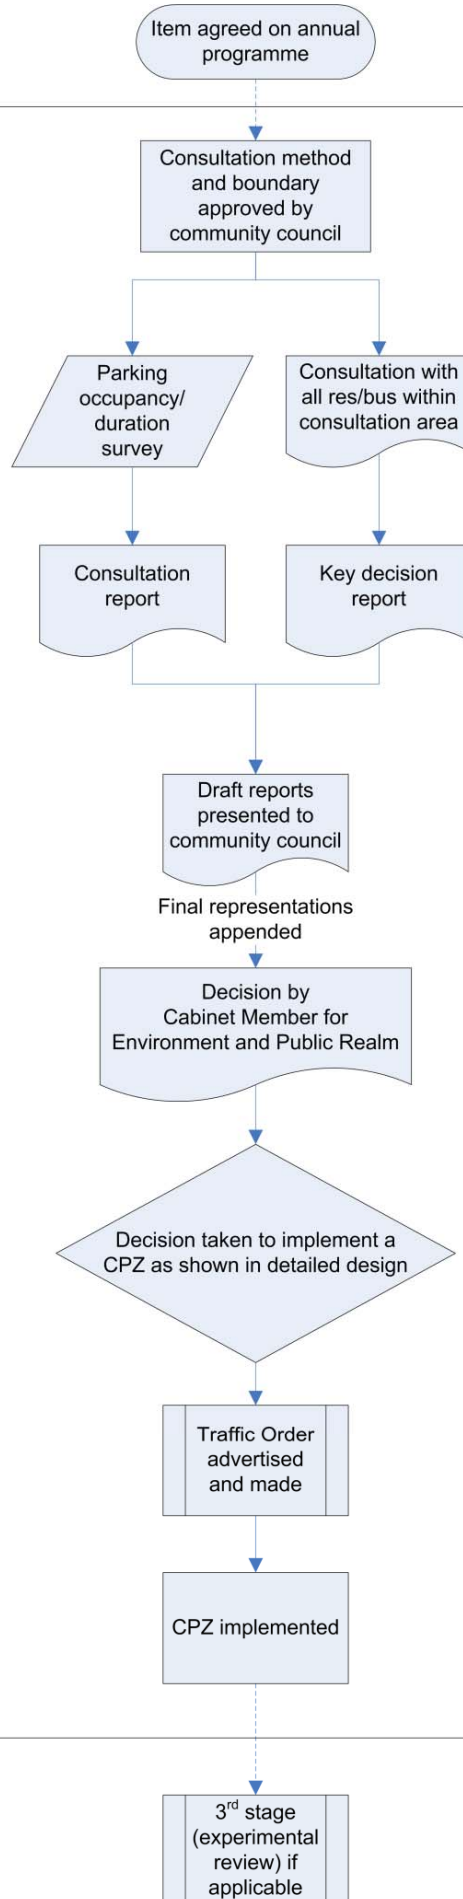 Item agreed on annual
programme
Consultation method
and boundary
approved by
community council
Parking
occupancy/
duration
survey
Consultation with
all res/bus within
consultation area
Consultation
report
Key decision
report
Draft reports
presented to
community council
Final representations
appended
Decision by
Cabinet Member for
Environment and Public Realm
Decision taken to implement a
CPZ as shown in detailed design
Traffic Order
advertised
and made
CPZ implemented
3rd stage
(experimental
review) if
applicable